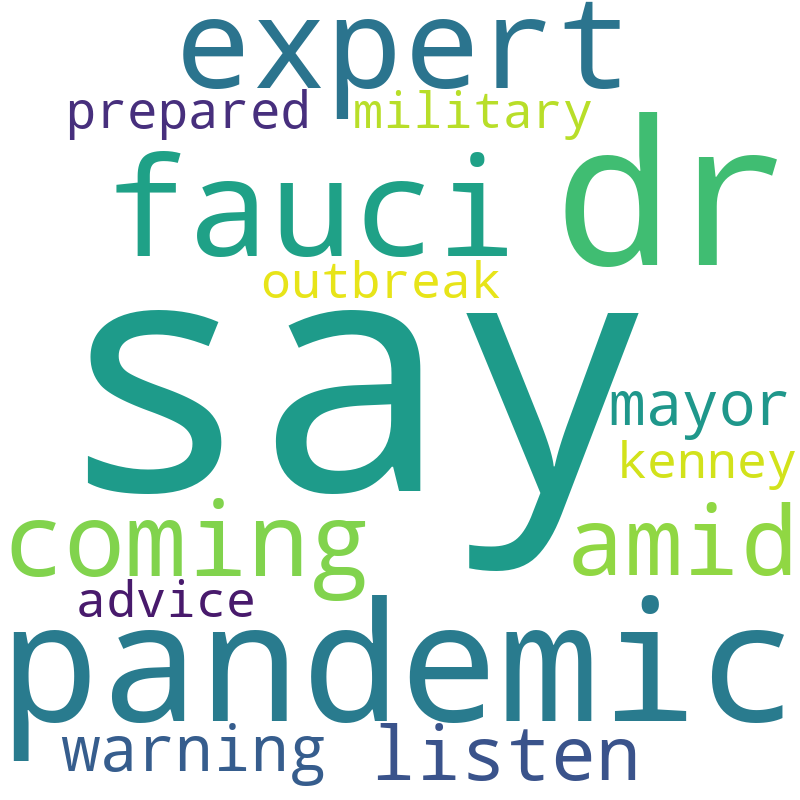 expert
prepared military
fauci dr
outbreak
say
mayor
kenney
coming amid
advice
pandemic
warning listen